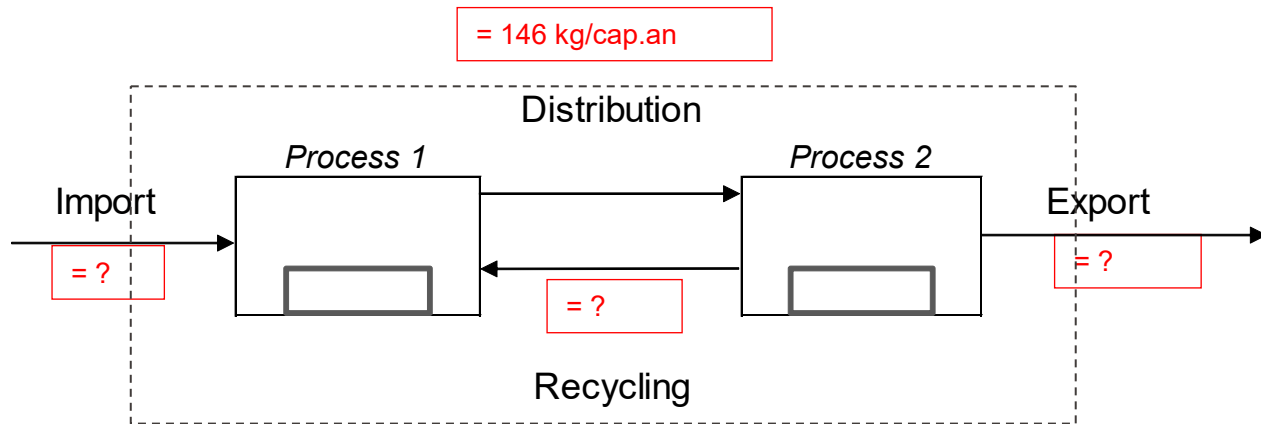 = 146 kg/cap.an
Distribution
Process 1
Process 2
Import
Export
= ?
= ?
= ?
Recycling